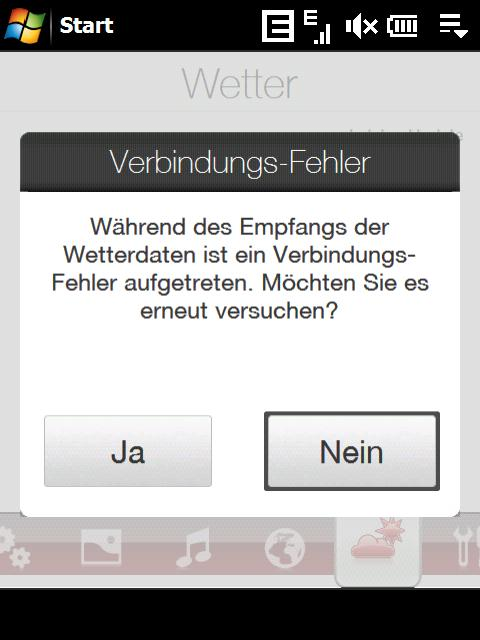 Start
E
E
Wetter
Verbindungs-Fehler
Während des Empfangs der
Wetterdaten ist ein Verbindungs-
Fehler aufgetreten. Möchten Sie es
erneut versuchen?
Ja
Nein